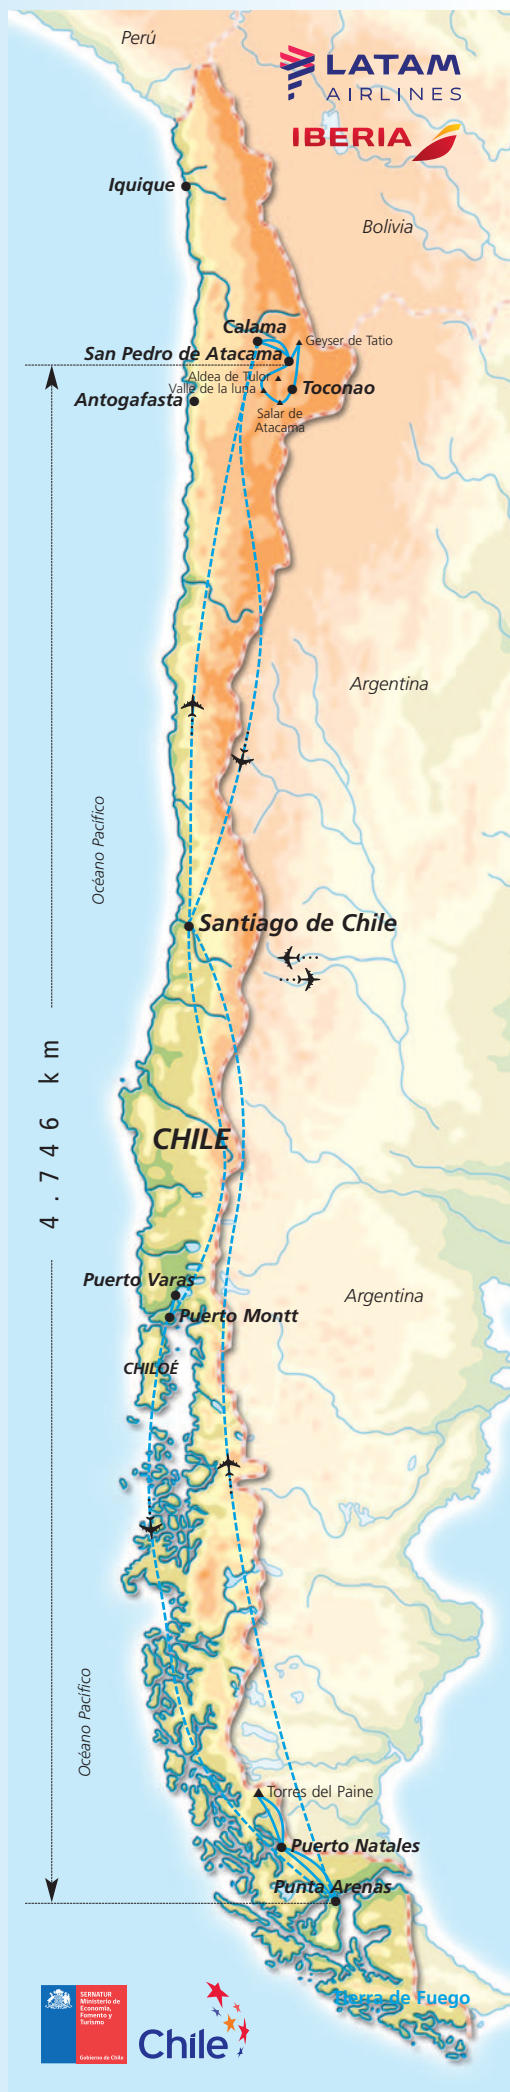 Perú
LATAM
AIRLINES
IBERIA
Iquique
Bolivia
Calama
Geyser de Tatio
San Pedro de Atacama
Aldea de Tulor
Valle de la luna
Toconao
Antogafasta
Salar de
Atacama
Argentina
Océano Pacífico
Santiago de Chile
4.746 km
CHILE
Puerto Varas
Argentina
Puerto Montt
CHILOÉ
Océano Pacífico
Torres del Paine
Puerto Natales
Punta Arenas
Tierra de Fuego
SERNATUR
Ministerio de
Economía,
Fomento y
Turismo
Gobierno de Chile
Chile